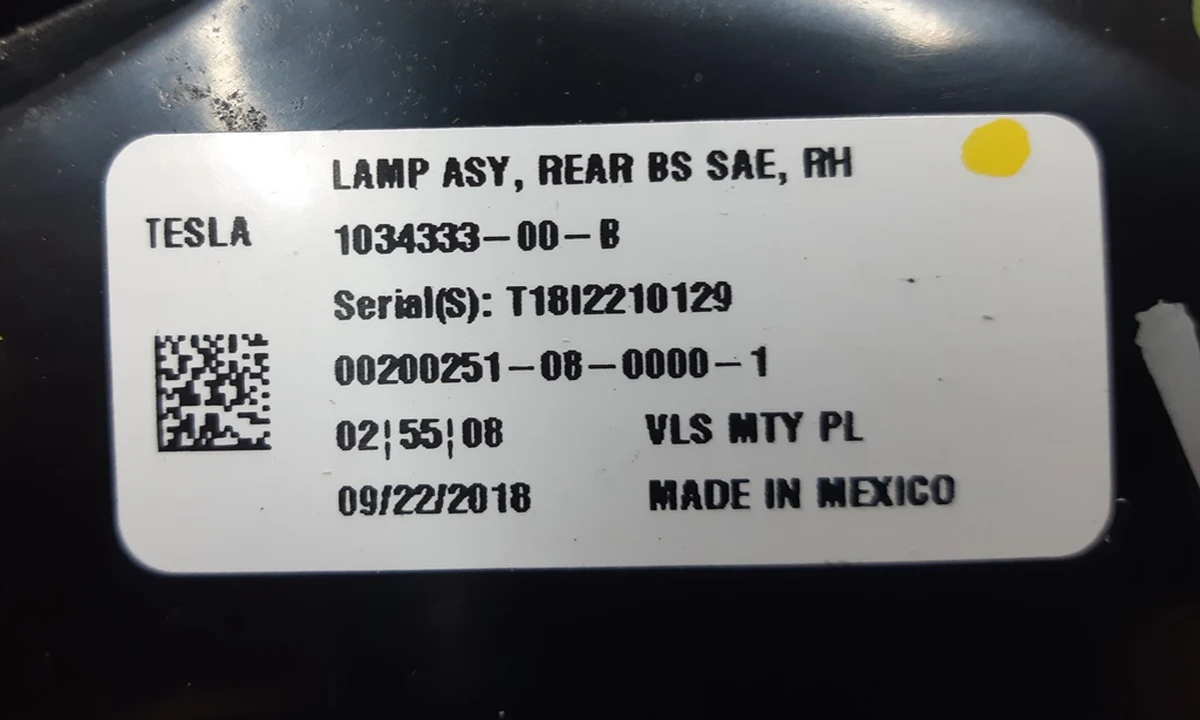 LAMP ASY, REAR BS SAE, RH
TESLA
1034333-00-B
Serial(S): T18I2210129
00200251-08-0000-1
02¦55¦08 VLS MTY PL
09/22/2018 MADE IN MEXICO